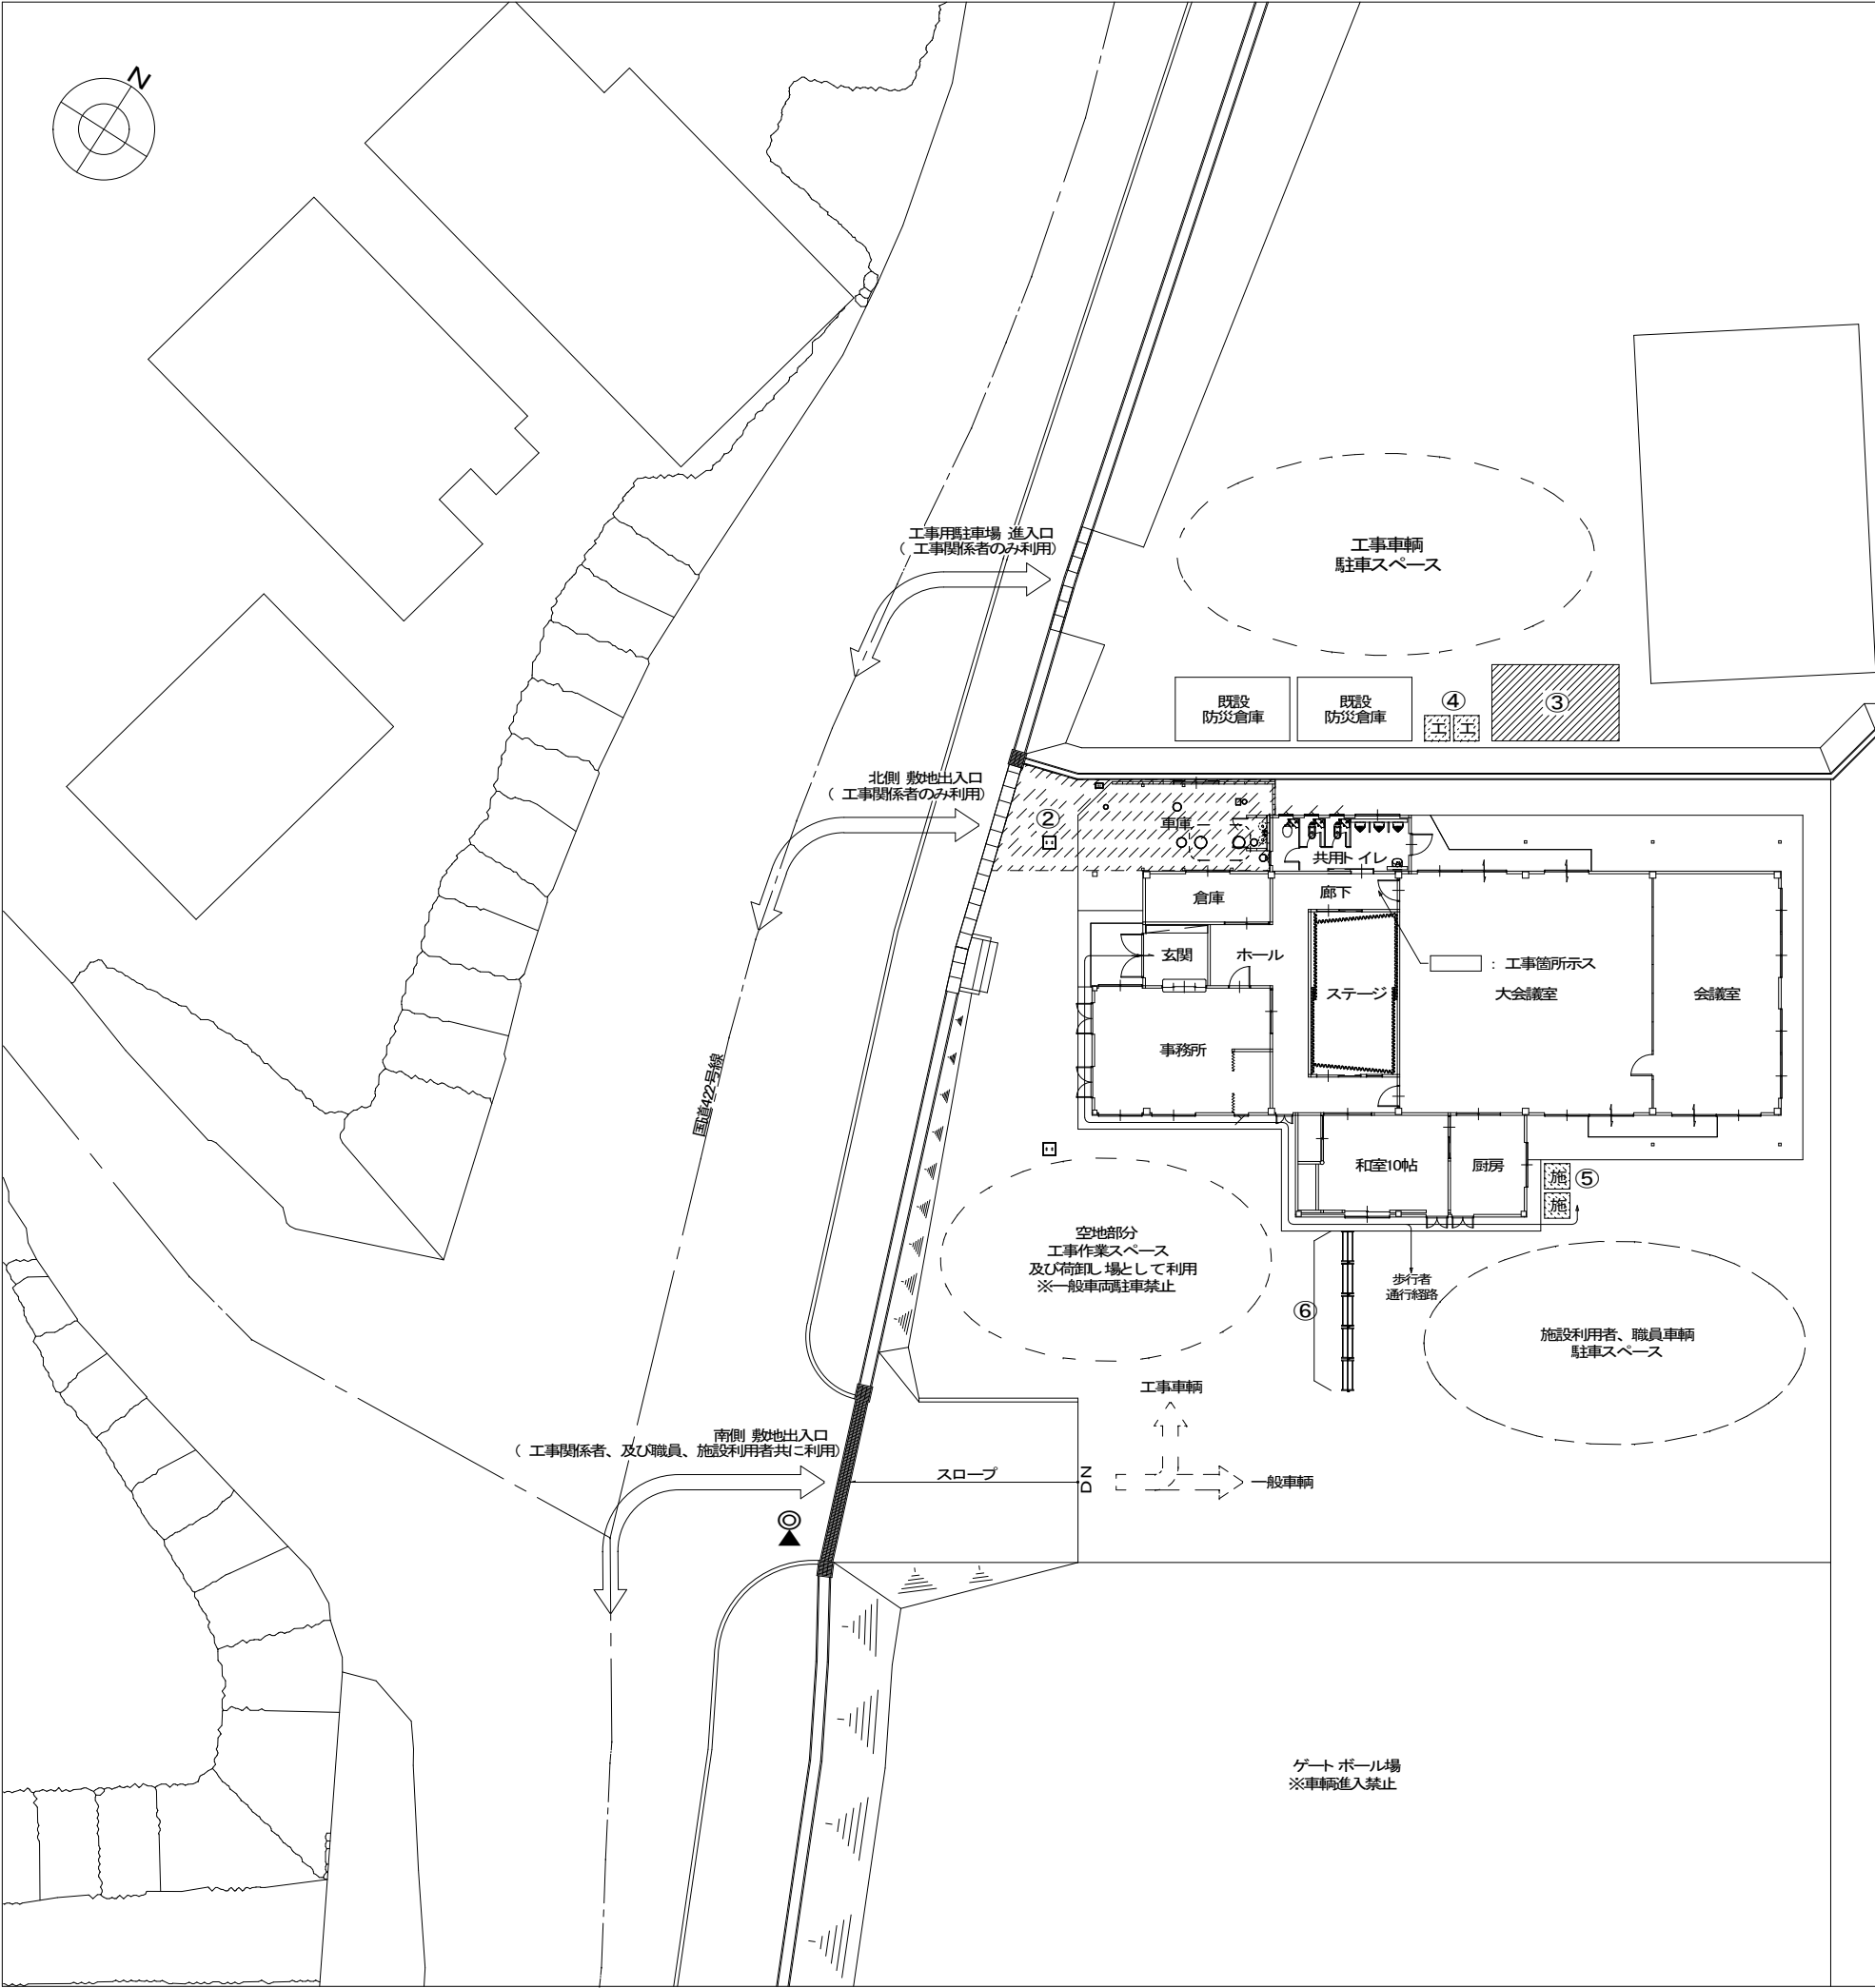 N
工事用駐車場 進入口
（ 工事関係者のみ利用）
工事車輌
駐車スペース
既設
防災倉庫
既設
防災倉庫
④
工 工
③
北側 敷地出入口
（ 工事関係者のみ利用）
②
車庫
共用トイレ
倉庫
廊下
玄関
ホール
： 工事箇所示ス
ステージ
大会議室
会議室
事務所
国道422号線
和室10帖
厨房
施
施
⑤
空地部分
工事作業スペース
及び荷卸し場として利用
※一般車両駐車禁止
歩行者
通行経路
⑥
施設利用者、職員車輌
駐車スペース
工事車輌
南側 敷地出入口
（ 工事関係者、及び職員、施設利用者共に利用）
スロープ
DN
一般車輌
ゲートボール場
※車輌進入禁止